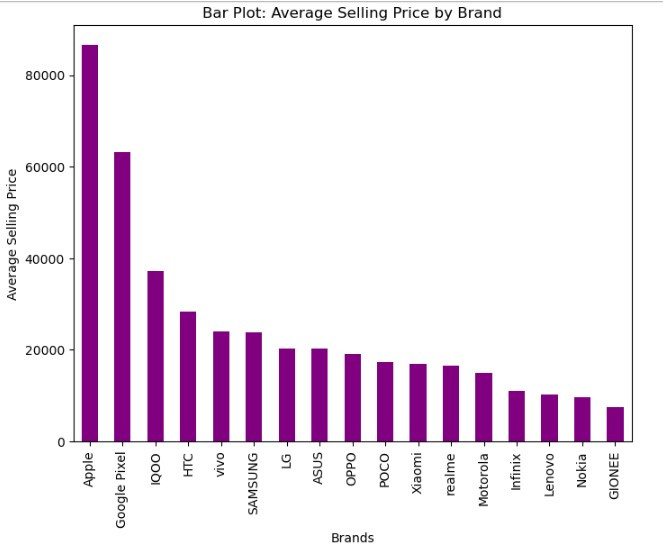 Bar Plot: Average Selling Price by Brand
Average Selling Price
80000
60000
40000
20000
0
Apple
Google Pixel
IQOO
HTC
vivo
SAMSUNG
LG
ASUS
OPPO
POCO
Xiaomi
realme
Motorola
Infinix
Lenovo
Nokia
GIONEE
Brands